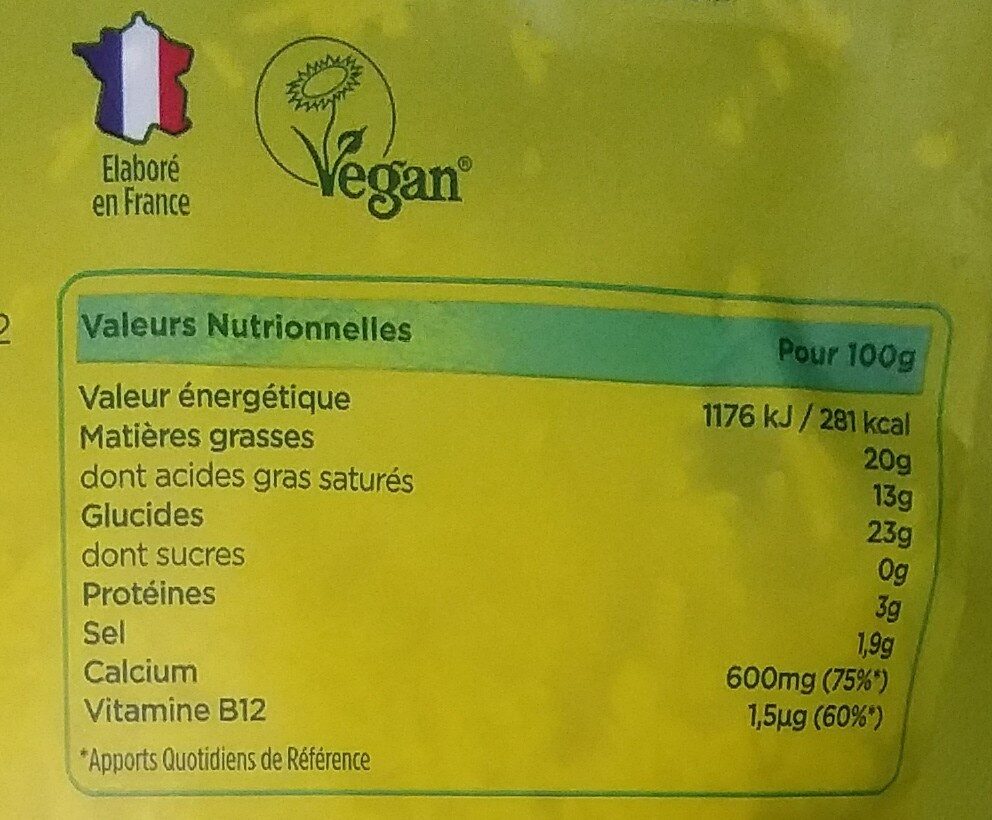 Elaboré
en France
Vegan®
2
Valeurs Nutrionnelles Pour 100g
Valeur énergétique 1176 kJ / 281 kcal
Matières grasses 20g
dont acides gras saturés 13g
Glucides 23g
dont sucres 0g
Protéines 3g
Sel 1,9g
Calcium 600mg (75%*)
Vitamine B12 1,5µg (60%*)
*Apports Quotidiens de Référence